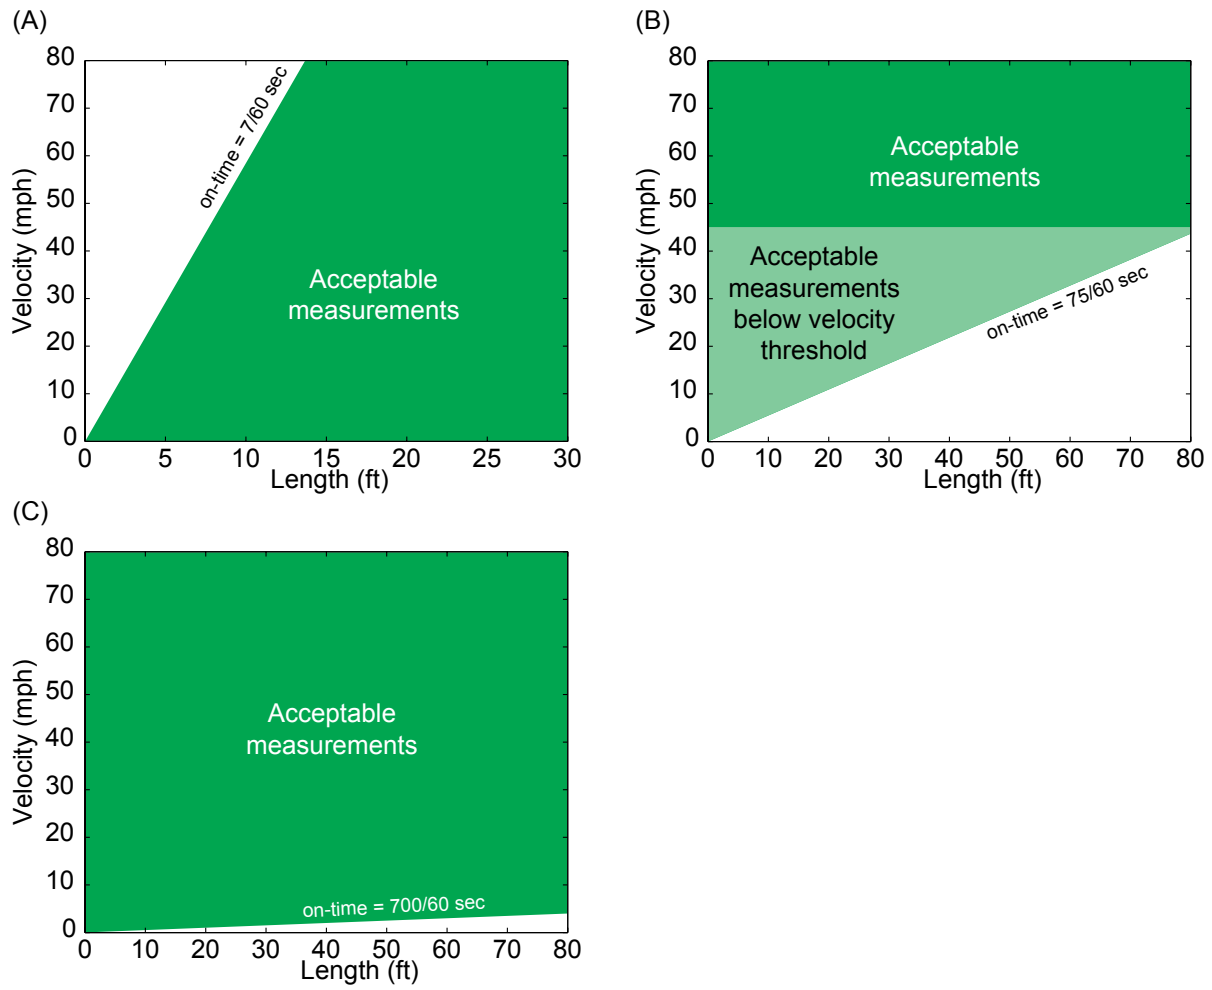 (A)
80
70
60
50
40
30
20
10
0
Velocity (mph)
on-time = 7/60 sec
Acceptable
measurements
0 5 10 15 20 25 30
Length (ft)
(B)
80
70
60
50
40
30
20
10
0
Velocity (mph)
Acceptable
measurements
Acceptable
measurements
below velocity
threshold
on-time = 75/60 sec
0 10 20 30 40 50 60 70 80
Length (ft)
(C)
80
70
60
50
40
30
20
10
0
Velocity (mph)
Acceptable
measurements
on-time = 700/60 sec
0 10 20 30 40 50 60 70 80
Length (ft)